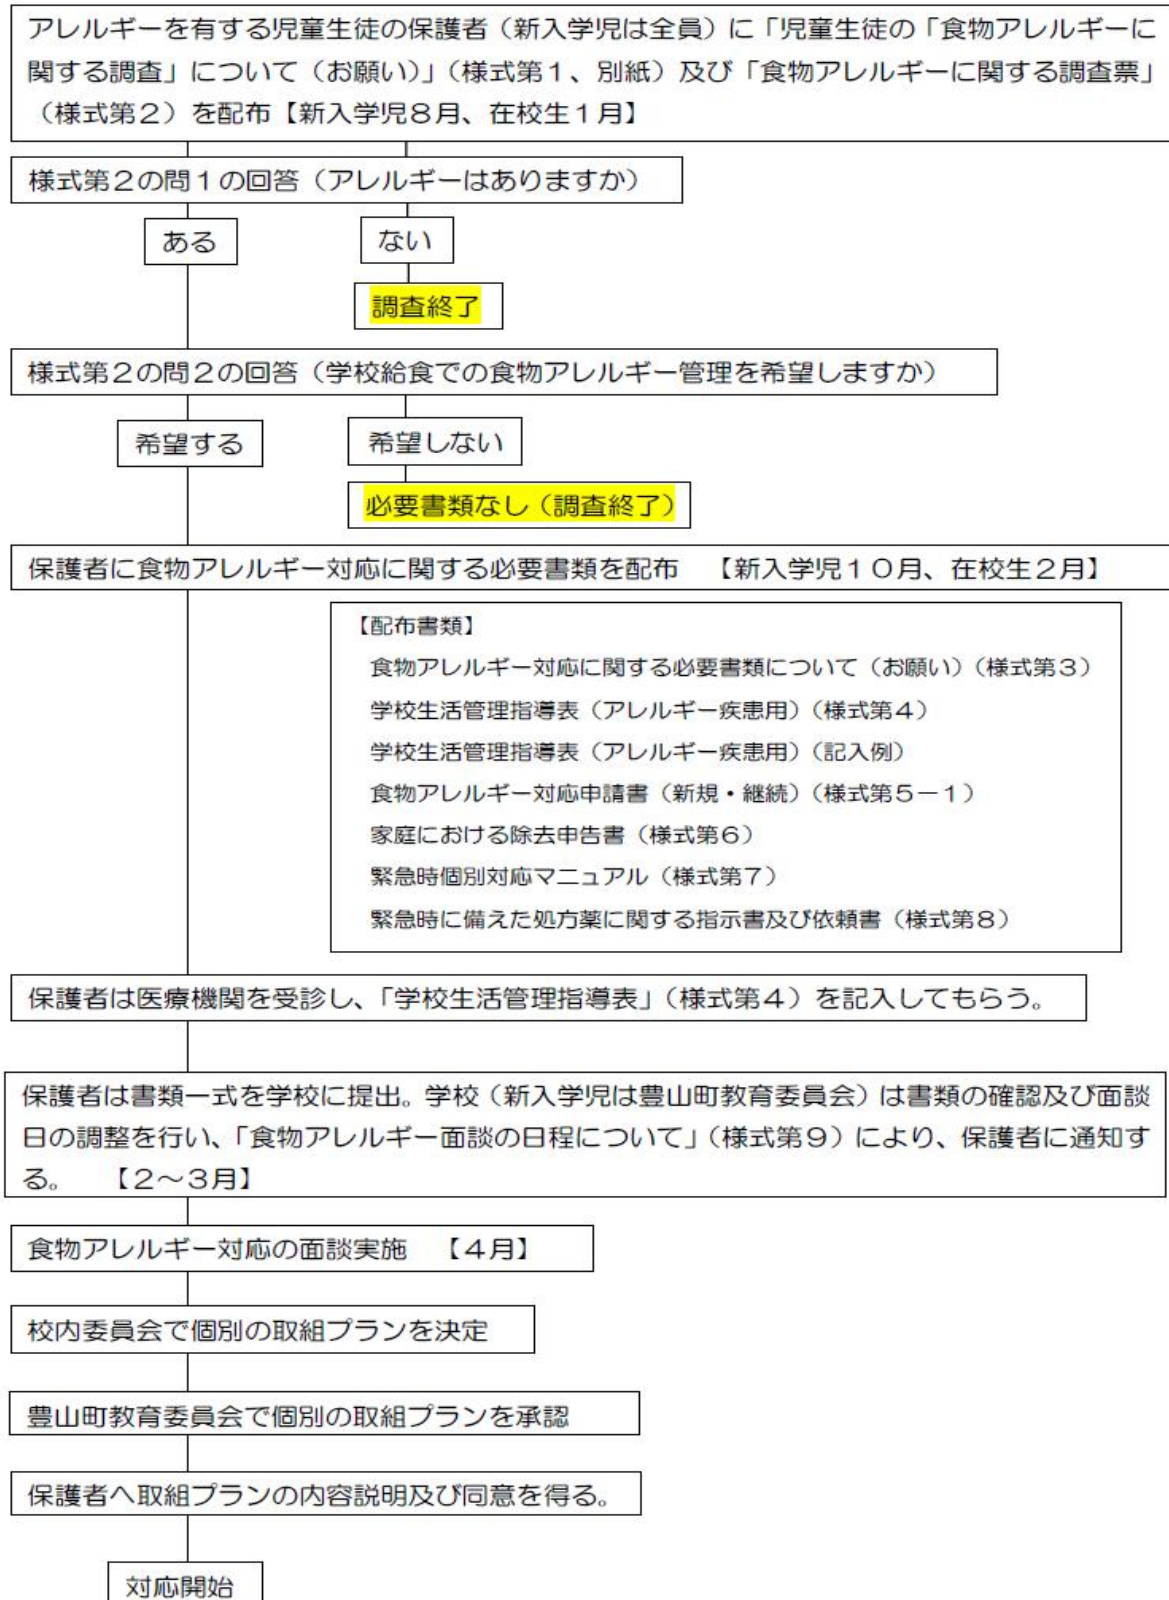 アレルギーを有する児童生徒の保護者（新入学児は全員）に「児童生徒の「食物アレルギーに
関する調査」について（お願い）」（様式第１、別紙）及び「食物アレルギーに関する調査票」
（様式第２）を配布【新入学児８月、在校生１月】
様式第２の問１の回答（アレルギーはありますか）
ある
ない
調査終了
様式第２の問２の回答（学校給食での食物アレルギー管理を希望しますか）
希望する
希望しない
必要書類なし（調査終了）
保護者に食物アレルギー対応に関する必要書類を配布　【新入学児１０月、在校生２月】
【配布書類】
食物アレルギー対応に関する必要書類について（お願い）（様式第３）
学校生活管理指導表（アレルギー疾患用）（様式第４）
学校生活管理指導表（アレルギー疾患用）（記入例）
食物アレルギー対応申請書（新規・継続）（様式第５－１）
家庭における除去申告書（様式第６）
緊急時個別対応マニュアル（様式第７）
緊急時に備えた処方薬に関する指示書及び依頼書（様式第８）
保護者は医療機関を受診し、「学校生活管理指導表」（様式第４）を記入してもらう。
保護者は書類一式を学校に提出。学校（新入学児は豊山町教育委員会）は書類の確認及び面談
日の調整を行い、「食物アレルギー面談の日程について」（様式第９）により、保護者に通知す
る。　【２～３月】
食物アレルギー対応の面談実施　【４月】
校内委員会で個別の取組プランを決定
豊山町教育委員会で個別の取組プランを承認
保護者へ取組プランの内容説明及び同意を得る。
対応開始